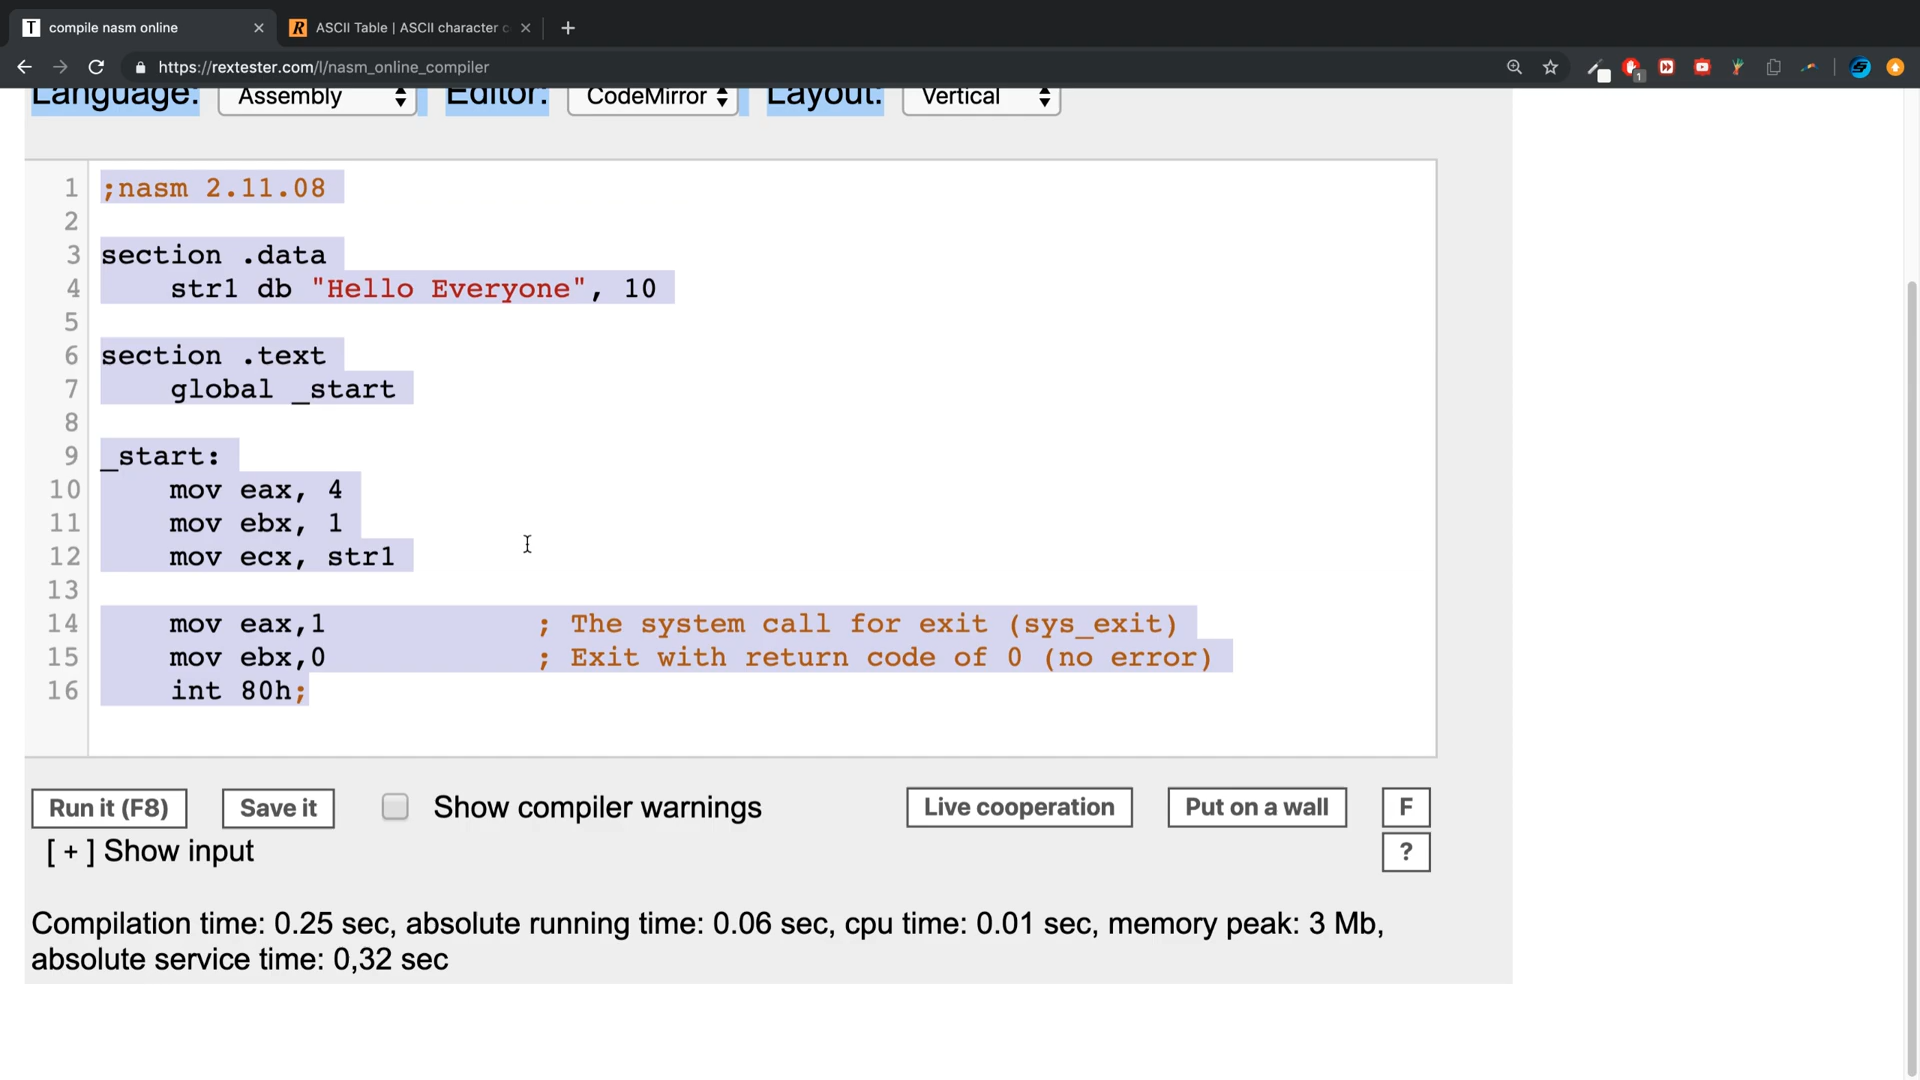 compile nasm online
ASCII Table | ASCII character c
https://rextester.com/l/nasm_online_compiler
1
Language: Assembly Editor: CodeMirror Layout: Vertical
1 ;nasm 2.11.08
2
3 section .data
4 str1 db "Hello Everyone", 10
5
6 section .text
7 global _start
8
9 _start:
10 mov eax, 4
11 mov ebx, 1
12 mov ecx, str1
13
14 mov eax,1 ; The system call for exit (sys_exit)
15 mov ebx,0 ; Exit with return code of 0 (no error)
16 int 80h;
Run it (F8) Save it Show compiler warnings Live cooperation Put on a wall F
[ + ] Show input ?
Compilation time: 0.25 sec, absolute running time: 0.06 sec, cpu time: 0.01 sec, memory peak: 3 Mb,
absolute service time: 0,32 sec